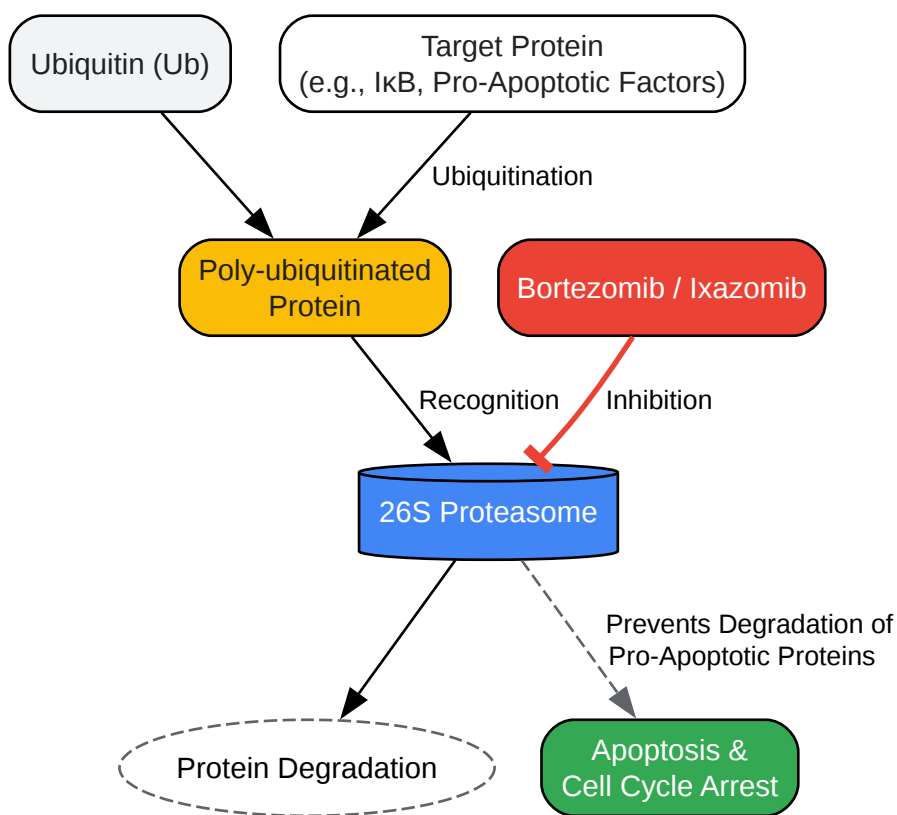 Ubiquitin (Ub)
Target Protein
(e.g., IκB, Pro-Apoptotic Factors)
Ubiquitination
Poly-ubiquitinated
Protein
Bortezomib / Ixazomib
Recognition
Inhibition
26S Proteasome
Prevents Degradation of
Pro-Apoptotic Proteins
Protein Degradation
Apoptosis &
Cell Cycle Arrest